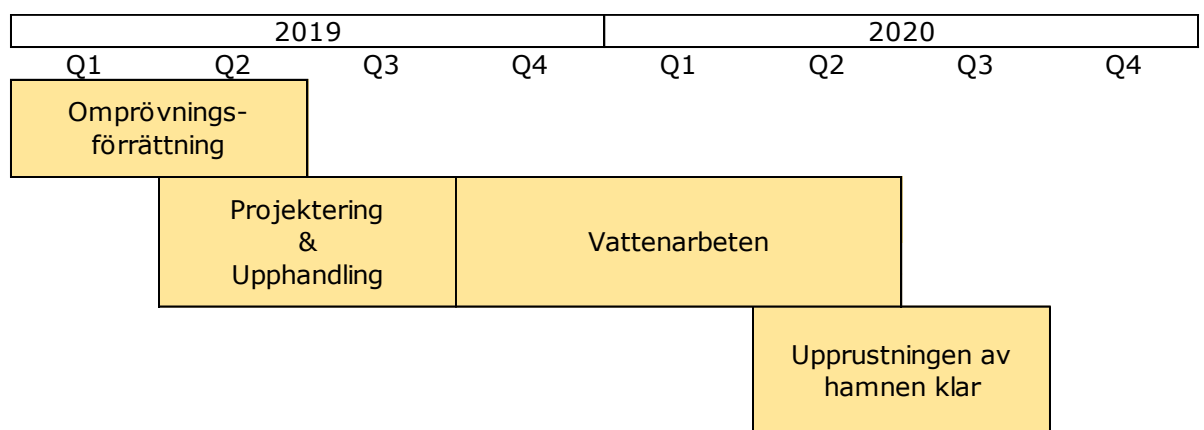 2019 2020
Q1 Q2 Q3 Q4 Q1 Q2 Q3 Q4
Omprövnings-
förrättning
Projektering
&
Upphandling
Vattenarbeten
Upprustningen av
hamnen klar